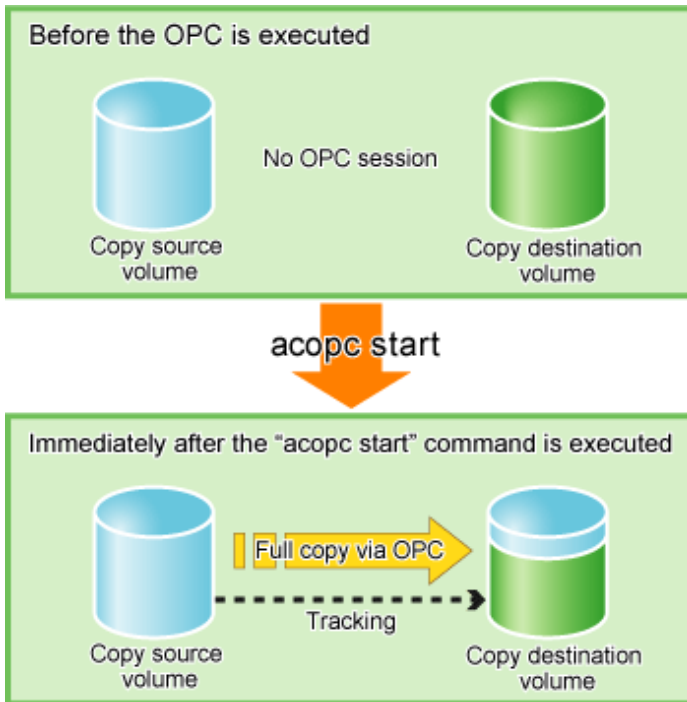 Before the OPC is executed
No OPC session
Copy source
volume
Copy destination
volume
acopc start
Immediately after the “acopc start” command is executed
Full copy via OPC
Tracking
Copy source
volume
Copy destination
volume